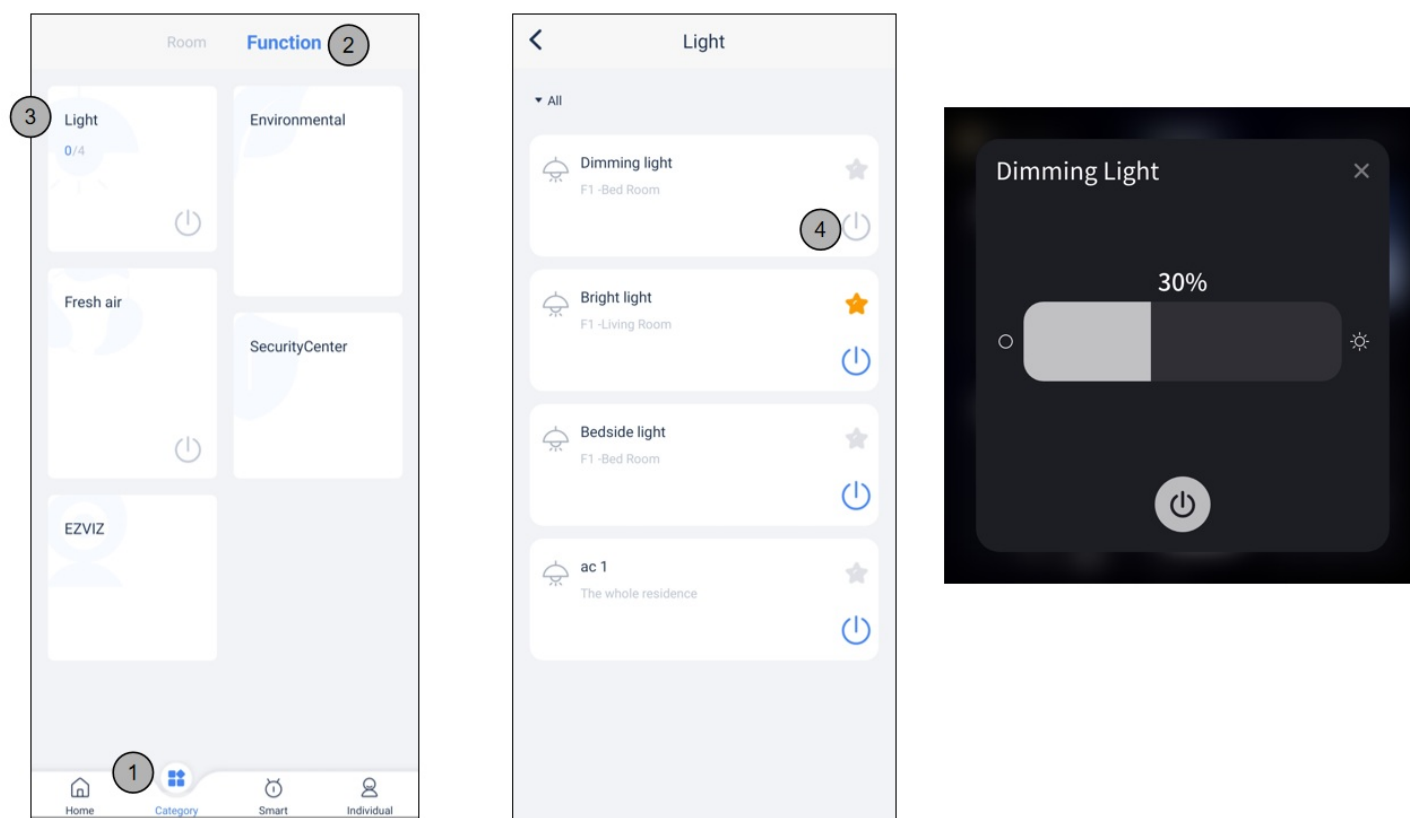 Room Function 2
3 Light
0/4
Environmental
Fresh air
SecurityCenter
EZVIZ
1
Home Category Smart Individual
Light
All
Dimming light
F1 -Bed Room
4
Bright light
F1 -Living Room
Bedside light
F1 -Bed Room
ac 1
The whole residence
Dimming Light
30%